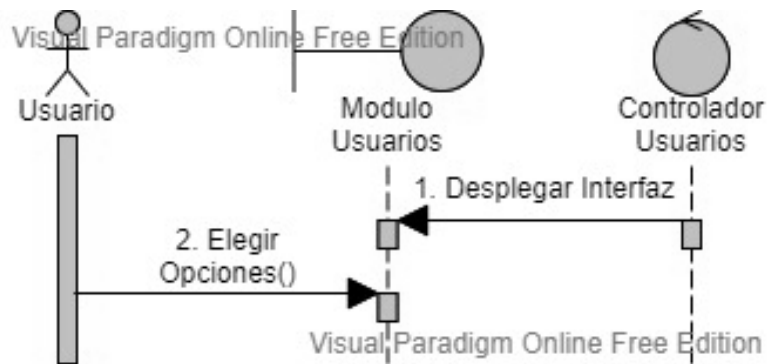 Visual Paradigm Online Free Edition
Usuario
Modulo
Usuarios
Controlador
Usuarios
1. Desplegar Interfaz
2. Elegir
Opciones()
Visual Paradigm Online Free Edition